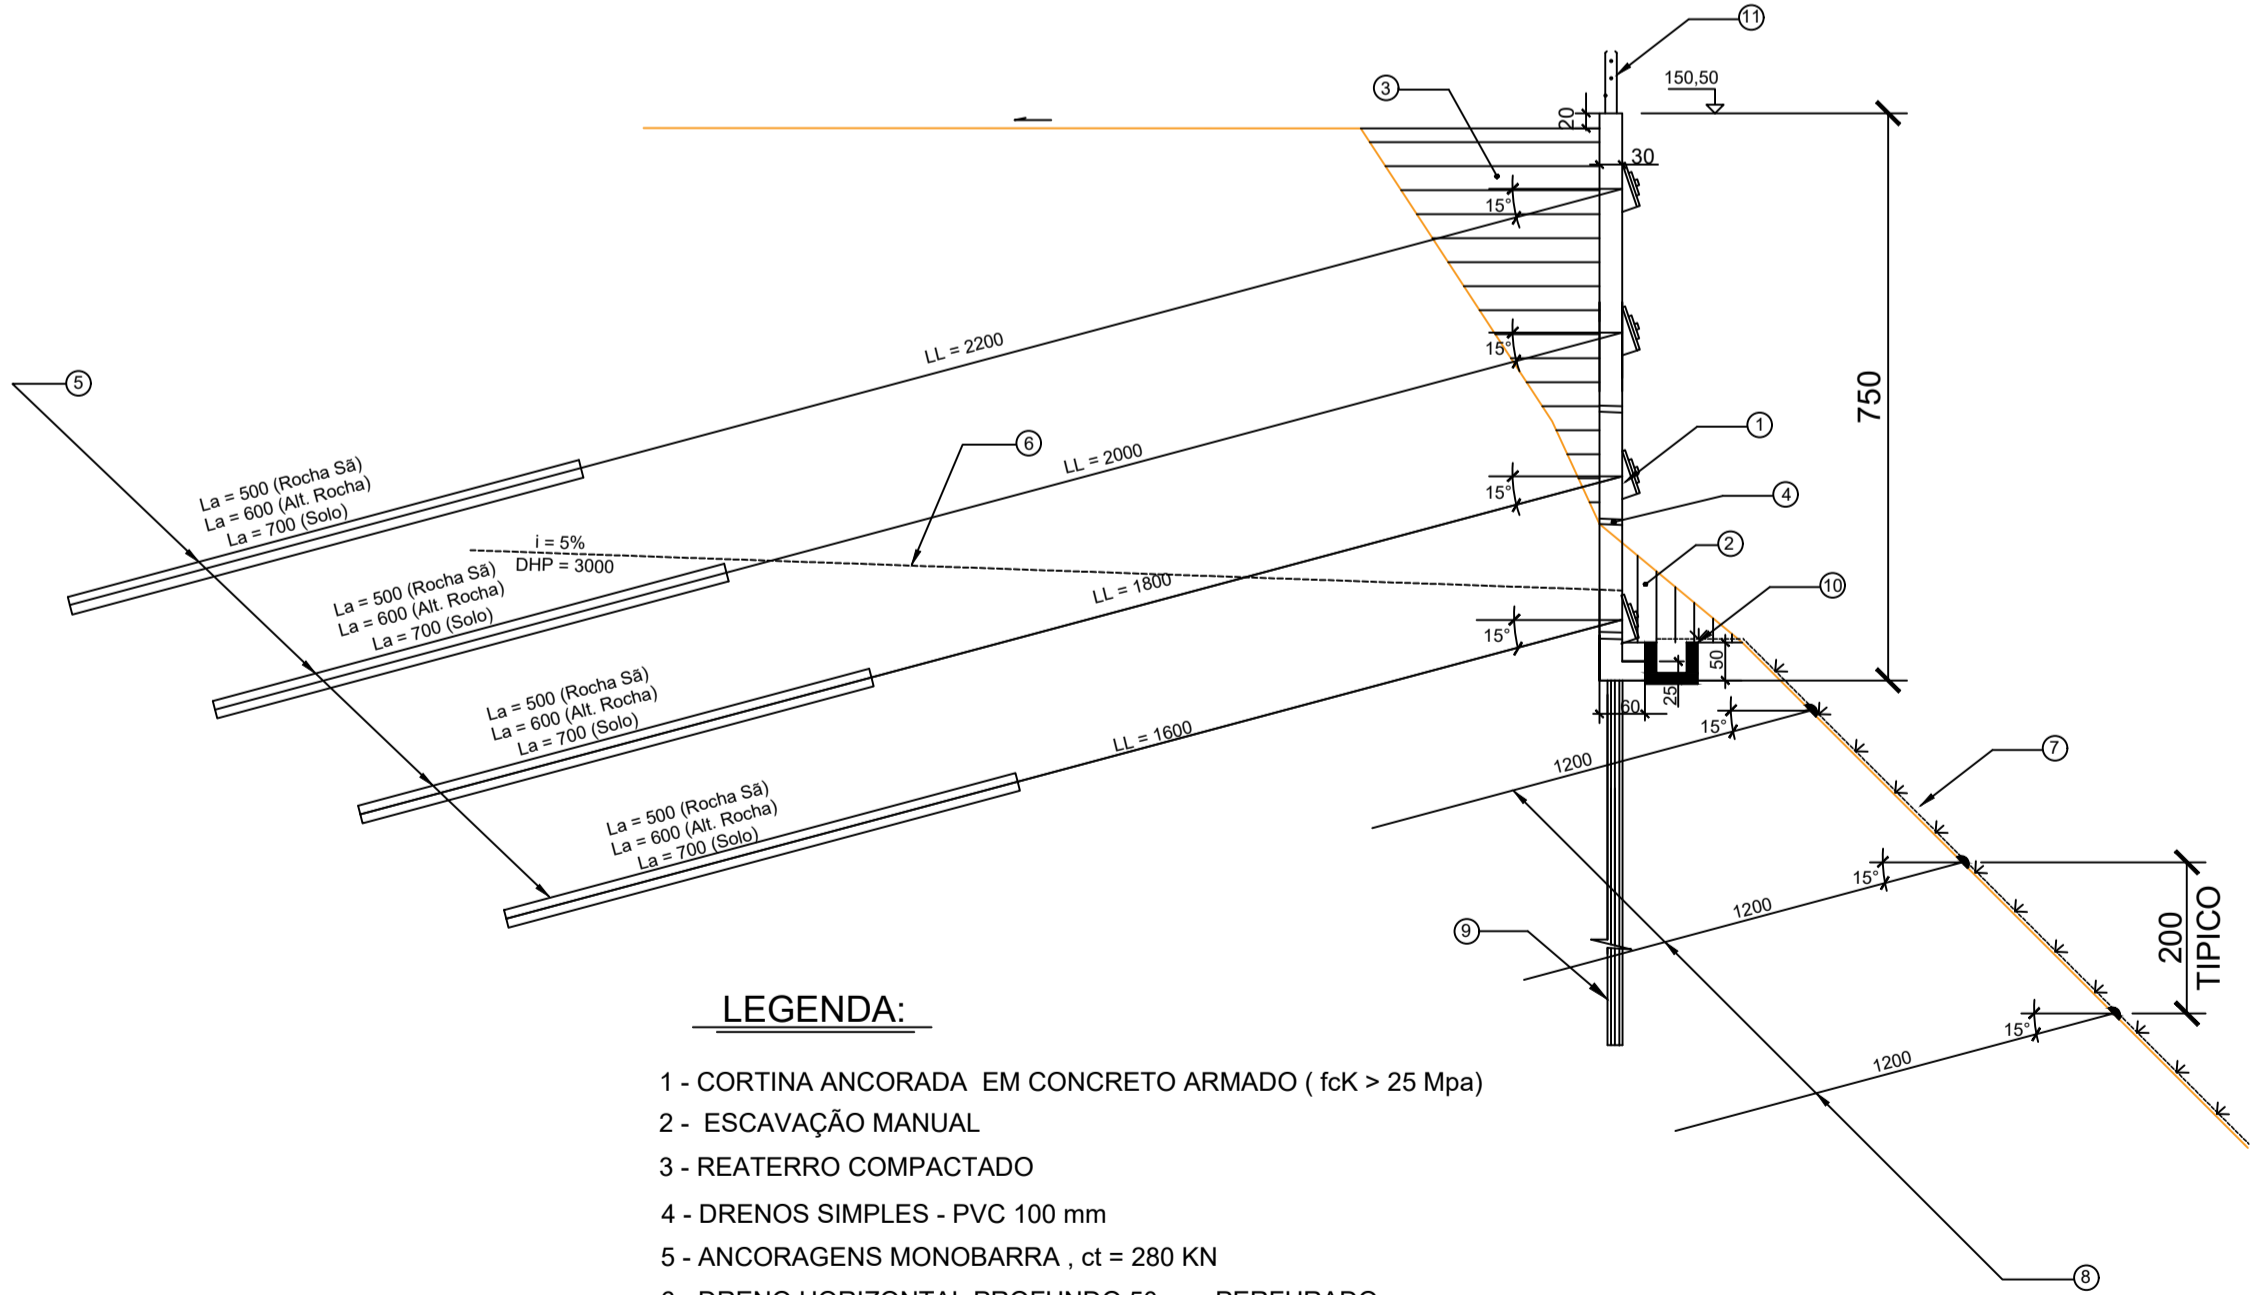 11
150,50
3
20
30
15°
LL = 2200
15°
750
5
6
1
LL = 2000
La = 500 (Rocha Sã)
La = 600 (Alt. Rocha)
La = 700 (Solo)
15°
4
i = 5%
DHP = 3000
2
La = 500 (Rocha Sã)
La = 600 (Alt. Rocha)
La = 700 (Solo)
LL = 1800
10
15°
50
25
60
La = 500 (Rocha Sã)
La = 600 (Alt. Rocha)
La = 700 (Solo)
LL = 1600
15°
1200
7
La = 500 (Rocha Sã)
La = 600 (Alt. Rocha)
La = 700 (Solo)
15°
1200
9
200
TIPICO
15°
1200
8
LEGENDA:
1 - CORTINA ANCORADA EM CONCRETO ARMADO ( fcK > 25 Mpa)
2 - ESCAVAÇÃO MANUAL
3 - REATERRO COMPACTADO
4 - DRENOS SIMPLES - PVC 100 mm
5 - ANCORAGENS MONOBARRA , ct = 280 KN